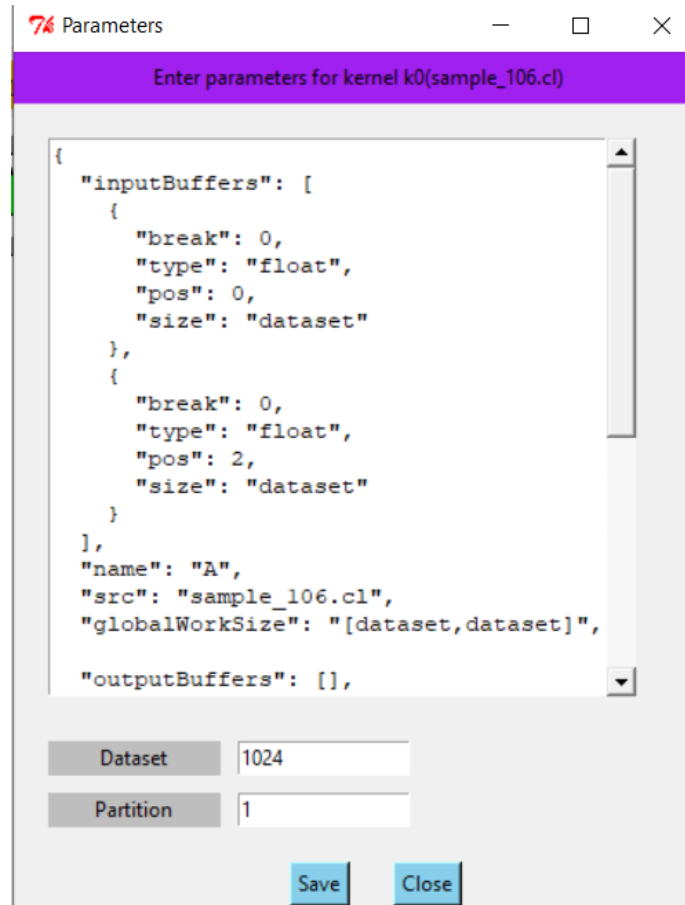 Parameters
Enter parameters for kernel k0(sample_106.cl)
{
  "inputBuffers": [
    {
      "break": 0,
      "type": "float",
      "pos": 0,
      "size": "dataset"
    },
    {
      "break": 0,
      "type": "float",
      "pos": 2,
      "size": "dataset"
    }
  ],
  "name": "A",
  "src": "sample_106.cl",
  "globalWorkSize": "[dataset,dataset]",
  "outputBuffers": [],
Dataset 1024
Partition 1
Save Close